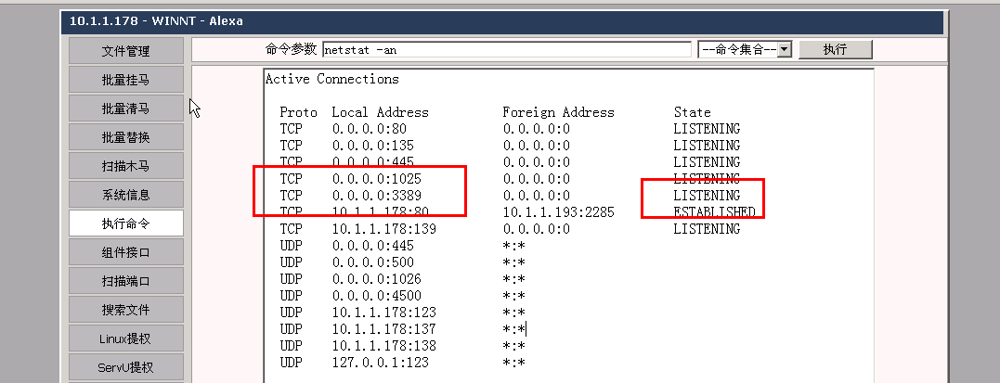 10.1.1.178 - WINNT - Alexa
文件管理
批量挂马
批量清马
批量替换
扫描木马
系统信息
执行命令
组件接口
扫描端口
搜索文件
Linux提权
ServU提权
命令参数 netstat -an --命令集合-- 执行
Active Connections
Proto Local Address Foreign Address State
TCP 0.0.0.0:80 0.0.0.0:0 LISTENING
TCP 0.0.0.0:135 0.0.0.0:0 LISTENING
TCP 0.0.0.0:445 0.0.0.0:0 LISTENING
TCP 0.0.0.0:1025 0.0.0.0:0 LISTENING
TCP 0.0.0.0:3389 0.0.0.0:0 LISTENING
TCP 10.1.1.178:80 10.1.1.193:2285 ESTABLISHED
TCP 10.1.1.178:139 0.0.0.0:0 LISTENING
UDP 0.0.0.0:445 *:*
UDP 0.0.0.0:500 *:*
UDP 0.0.0.0:1026 *:*
UDP 0.0.0.0:4500 *:*
UDP 10.1.1.178:123 *:*
UDP 10.1.1.178:137 *:*
UDP 10.1.1.178:138 *:*
UDP 127.0.0.1:123 *:*